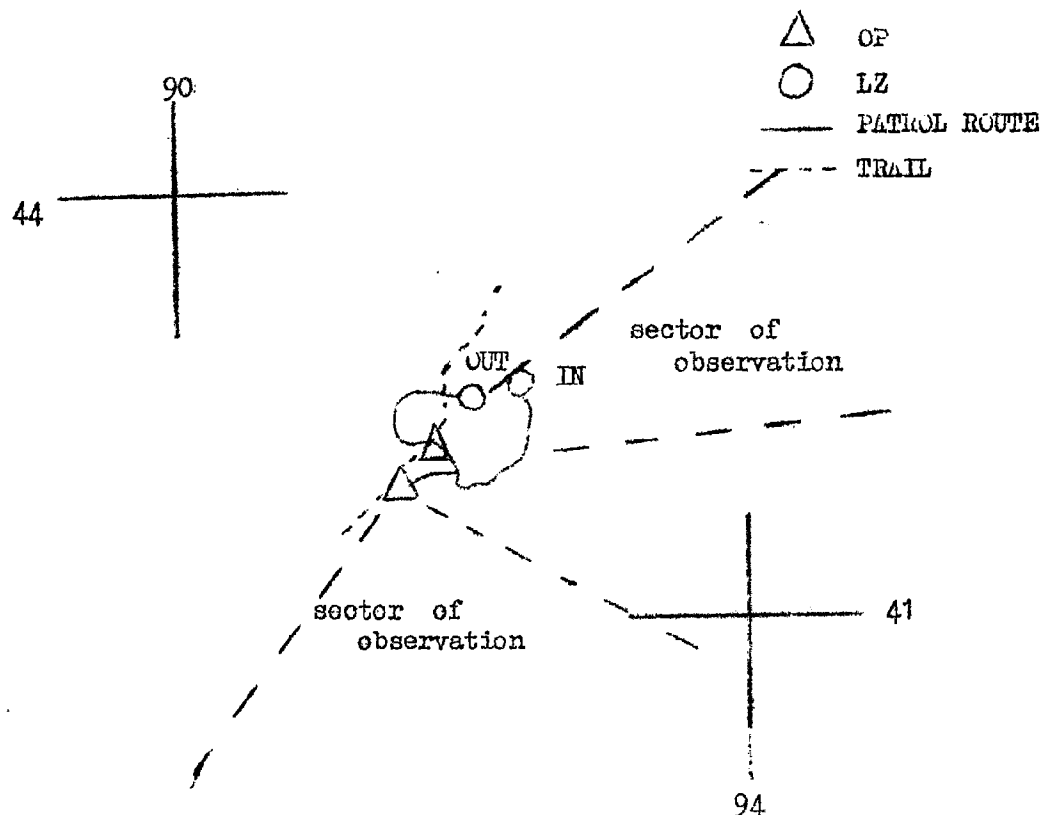 OP
LZ
PATROL ROUTE
TRAIL
90
44
sector of
observation
OUT
IN
sector of
observation
41
94